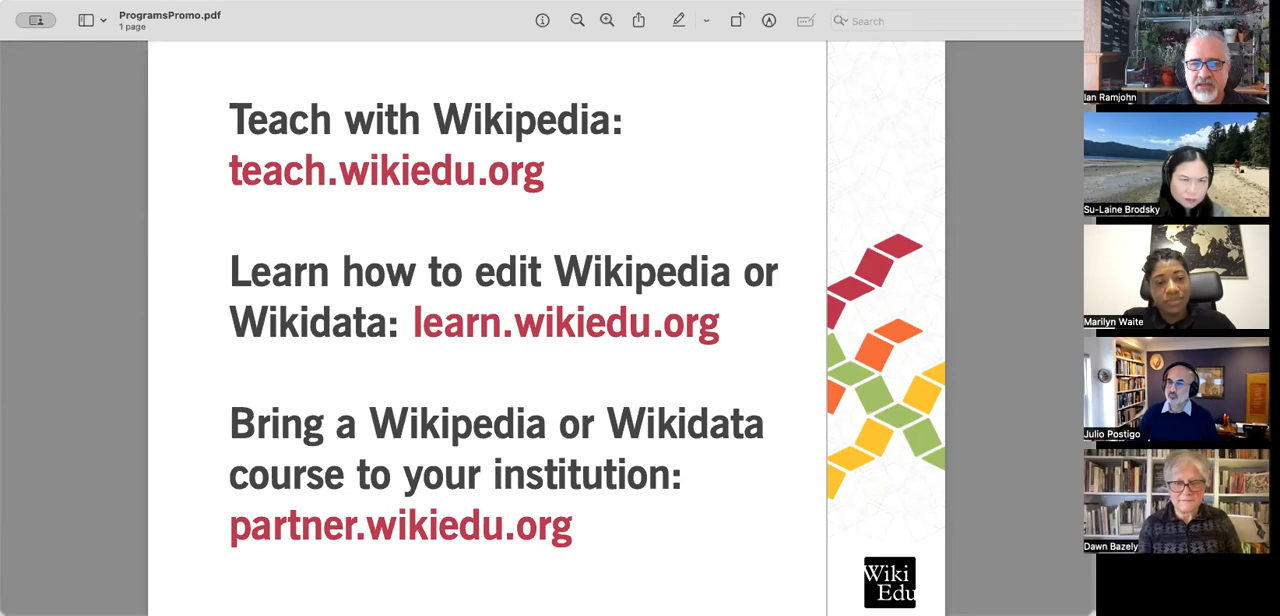 ProgramsPromo.pdf
1 page
Search
Teach with Wikipedia:
teach.wikiedu.org
Learn how to edit Wikipedia or
Wikidata: learn.wikiedu.org
Bring a Wikipedia or Wikidata
course to your institution:
partner.wikiedu.org
Wiki
Edu
Ian Ramjohn
Su-Laine Brodsky
Marilyn Waite
Julio Postigo
Dawn Bazely